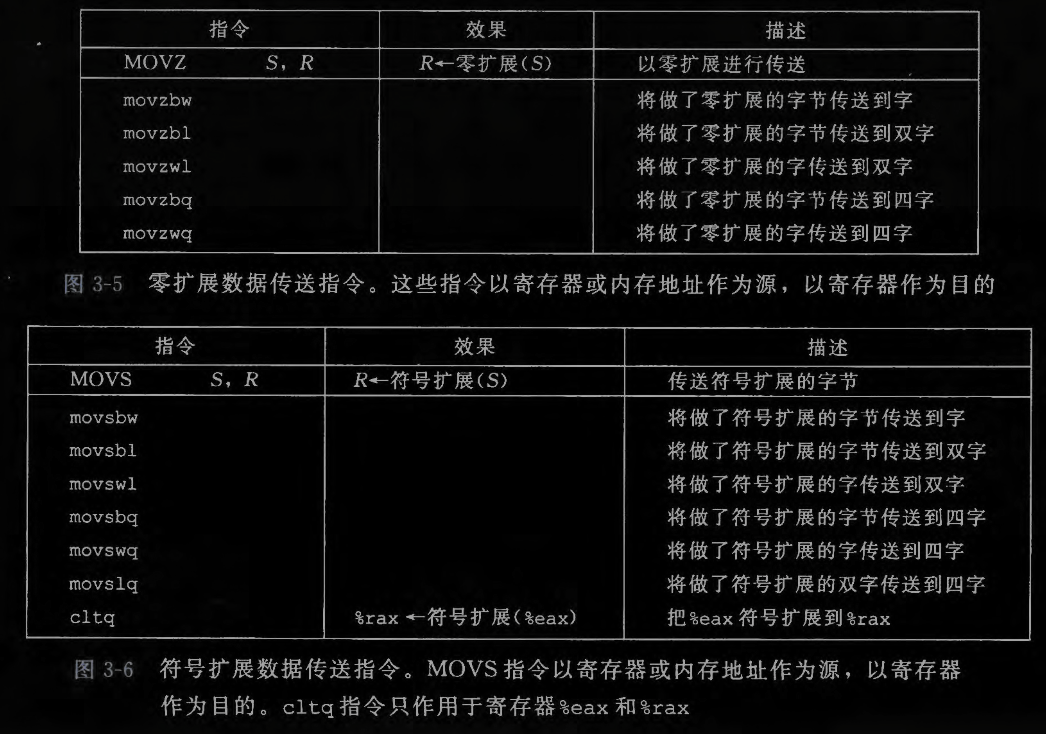 指令 效果 描述
MOVZ S, R R←零扩展(S) 以零扩展进行传送
movzbw 将做了零扩展的字节传送到字
movzbl 将做了零扩展的字节传送到双字
movzwl 将做了零扩展的字传送到双字
movzbq 将做了零扩展的字节传送到四字
movzwq 将做了零扩展的字传送到四字
图 3-5 零扩展数据传送指令。这些指令以寄存器或内存地址作为源，以寄存器作为目的
指令 效果 描述
MOVS S, R R←符号扩展(S) 传送符号扩展的字节
movsbw 将做了符号扩展的字节传送到字
movsbl 将做了符号扩展的字节传送到双字
movswl 将做了符号扩展的字传送到双字
movsbq 将做了符号扩展的字节传送到四字
movswq 将做了符号扩展的字传送到四字
movslq 将做了符号扩展的双字传送到四字
cltq %rax←符号扩展(%eax) 把%eax符号扩展到%rax
图 3-6 符号扩展数据传送指令。MOVS 指令以寄存器或内存地址作为源，以寄存器
作为目的。cltq 指令只作用于寄存器%eax 和%rax